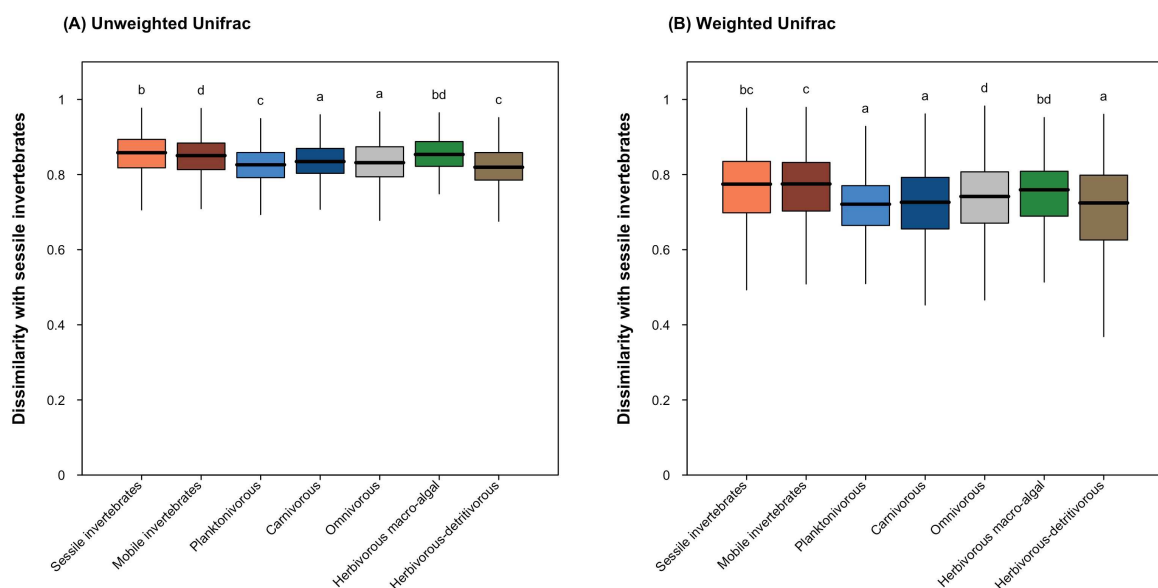 (A) Unweighted Unifrac
Dissimilarity with sessile invertebrates
1
0.8
0.6
0.4
0.2
0
b d c a a bd c
Sessile invertebrates
Mobile invertebrates
Planktonivorous
Carnivorous
Omnivorous
Herbivorous macro-algal
Herbivorous-detritivorous
(B) Weighted Unifrac
Dissimilarity with sessile invertebrates
1
0.8
0.6
0.4
0.2
0
bc c a a d bd a
Sessile invertebrates
Mobile invertebrates
Planktonivorous
Carnivorous
Omnivorous
Herbivorous macro-algal
Herbivorous-detritivorous